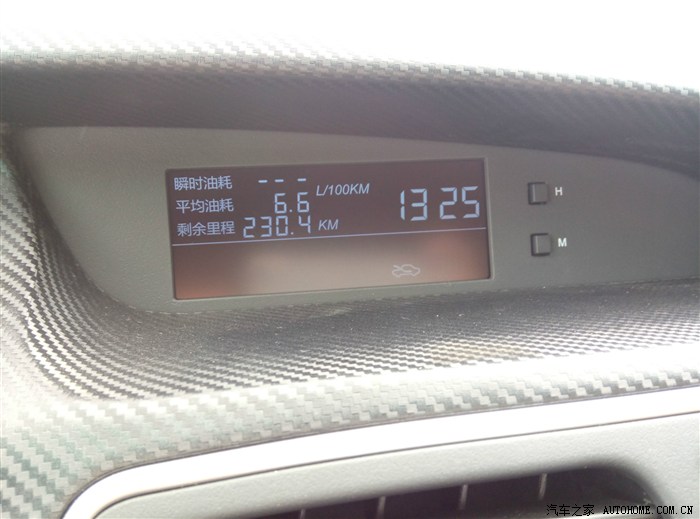 瞬时油耗 --- L/100KM
平均油耗 6.6
剩余里程 230.4 KM
13 25
H
M
汽车之家 AUTOHOME.COM.CN